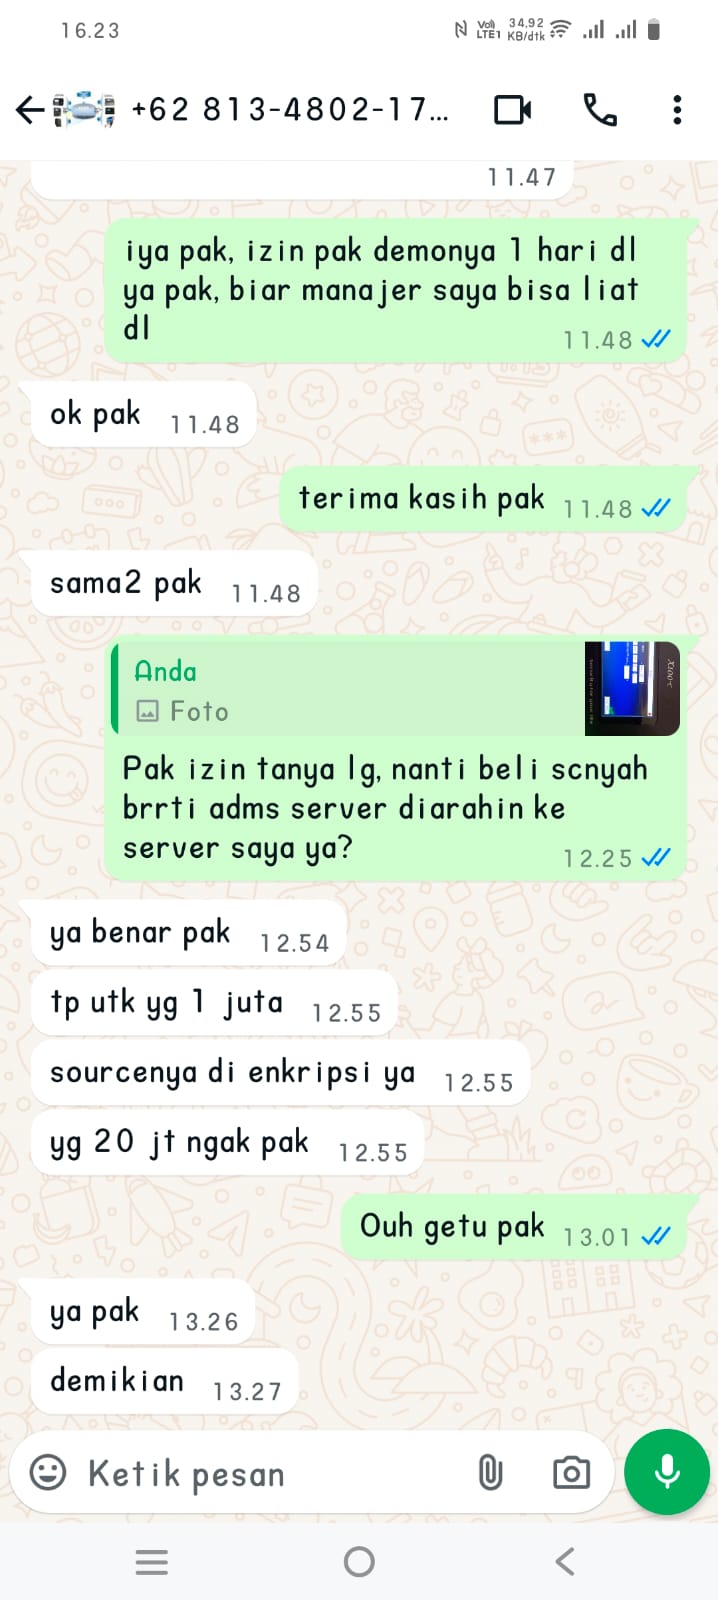 16.23
Vo))
LTE1
34,92
KB/dtk
+62 813-4802-17...
11.47
iya pak, izin pak demonya 1 hari dl
ya pak, biar manajer saya bisa liat
dl
11.48
ok pak 11.48
terima kasih pak 11.48
sama2 pak 11.48
Anda
Foto
Pak izin tanya lg, nanti beli scnyah
brrti adms server diarahin ke
server saya ya?
12.25
ya benar pak 12.54
tp utk yg 1 juta 12.55
sourcenya di enkripsi ya 12.55
yg 20 jt ngak pak 12.55
Ouh getu pak 13.01
ya pak 13.26
demikian 13.27
Ketik pesan